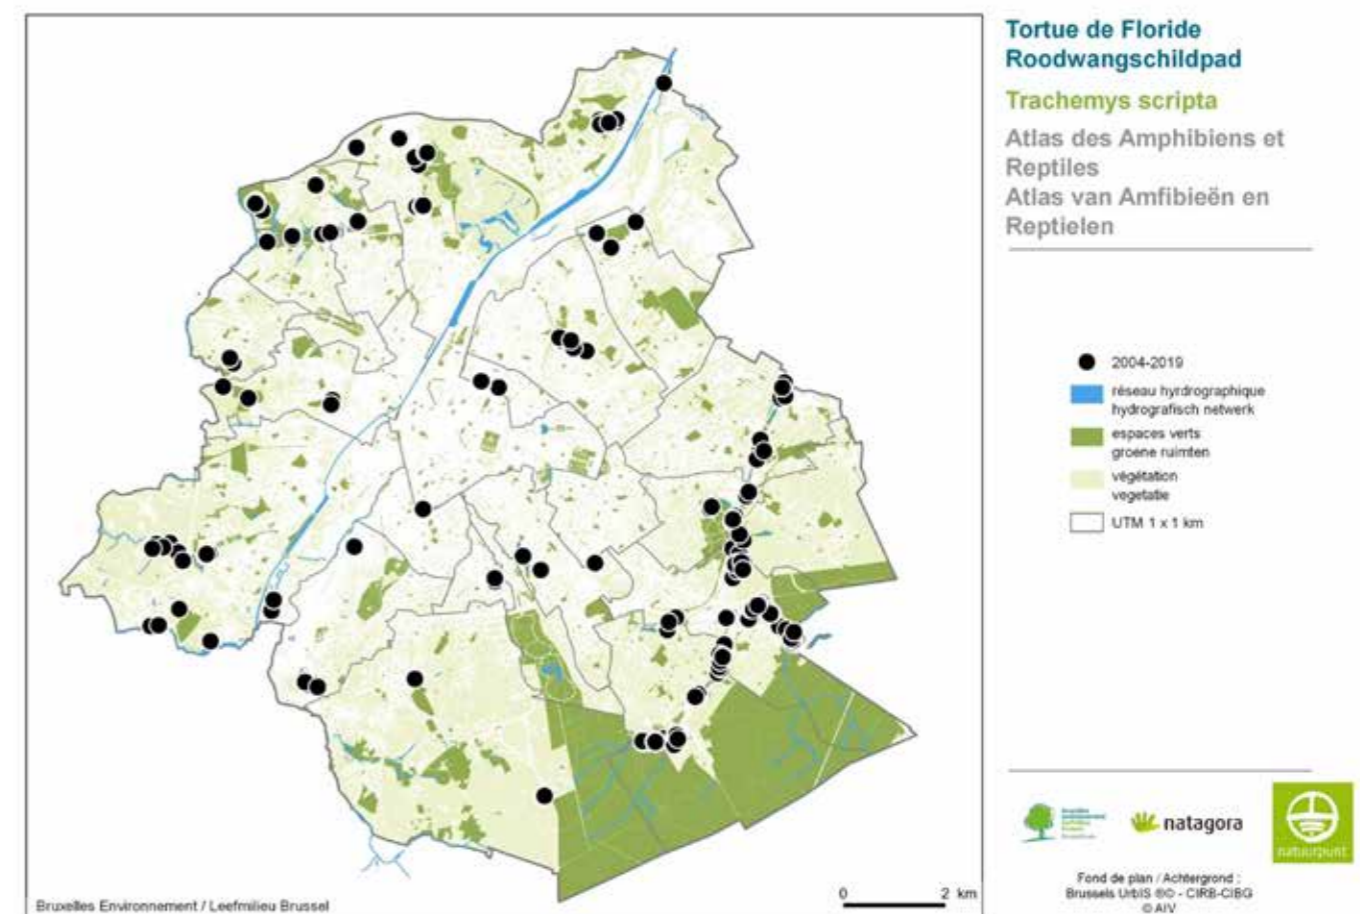 Tortue de Floride
Roodwangschildpad
Trachemys scripta
Atlas des Amphibiens et
Reptiles
Atlas van Amfibieën en
Reptielen
2004-2019
réseau hyrdrographique
hydrografisch netwerk
espaces verts
groene ruimten
végétation
vegetatie
UTM 1 x 1 km
natagora
natuurpunt
Fond de plan / Achtergrond :
Brussels UrbIS ®© - CIRB-CIBG
© AIV
0 2 km
Bruxelles Environnement / Leefmilieu Brussel